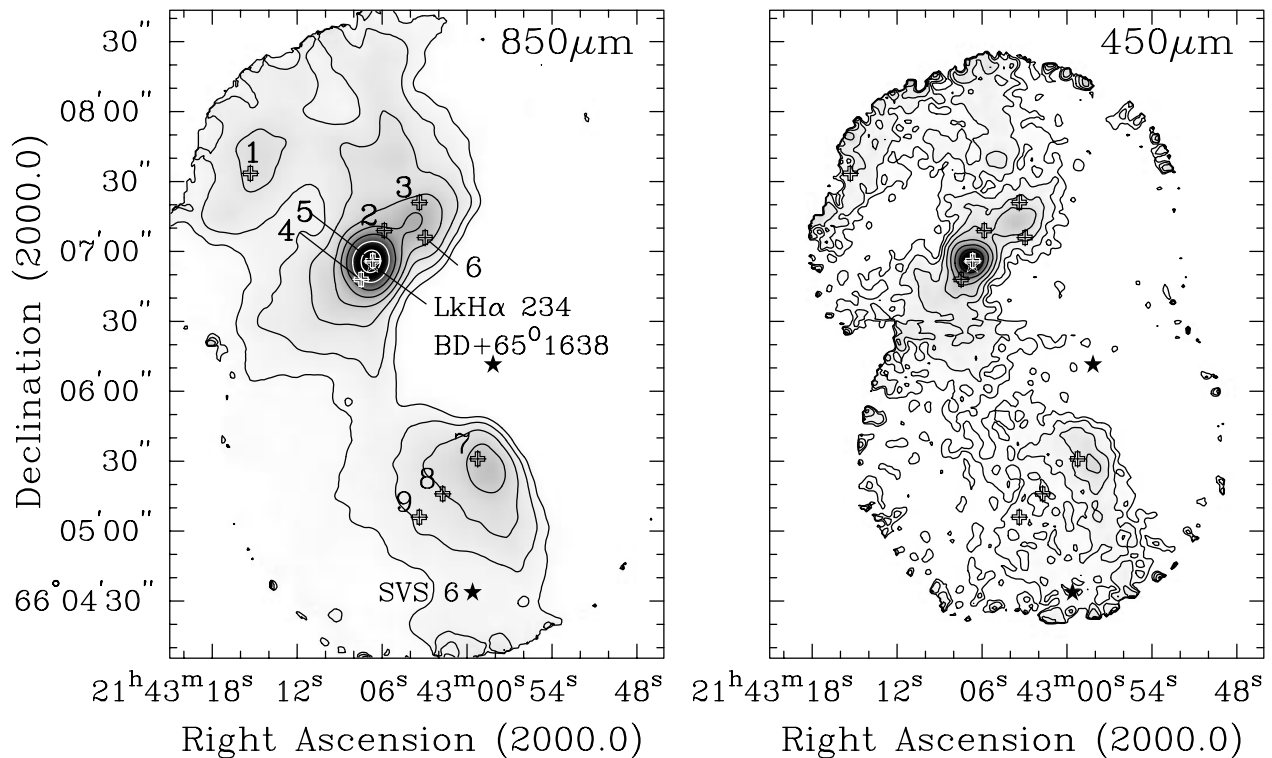 850μm
450μm
30″
08′00″
30″
07′00″
30″
06′00″
30″
05′00″
66°04′30″
Declination (2000.0)
1
2
3
4
5
6
7
8
9
LkHα 234
BD+65°1638
SVS 6
21ʰ43ᵐ18ˢ 12ˢ 06ˢ 43ᵐ00ˢ 54ˢ 48ˢ
21ʰ43ᵐ18ˢ 12ˢ 06ˢ 43ᵐ00ˢ 54ˢ 48ˢ
Right Ascension (2000.0)
Right Ascension (2000.0)